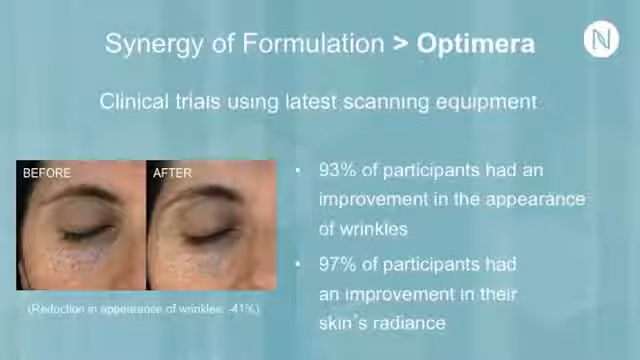 Synergy of Formulation > Optimera
N
Clinical trials using latest scanning equipment
BEFORE
AFTER
(Reduction in appearance of wrinkles: -41%)
• 93% of participants had an
improvement in the appearance
of wrinkles
• 97% of participants had
an improvement in their
skin's radiance